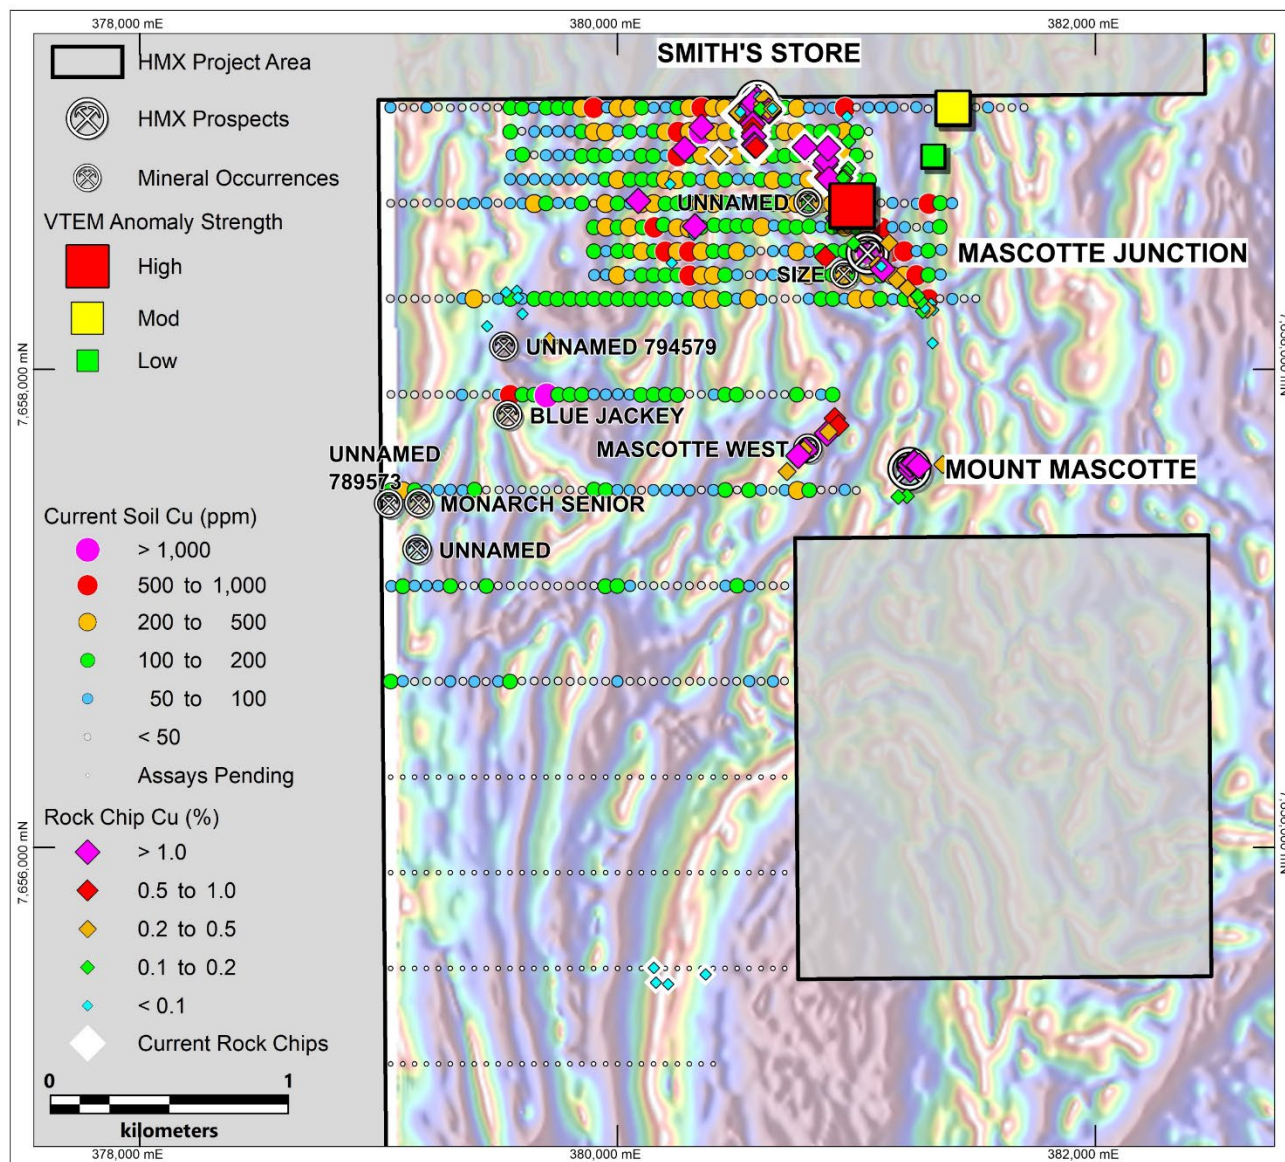 378,000 mE
380,000 mE
382,000 mE
HMX Project Area
HMX Prospects
Mineral Occurrences
VTEM Anomaly Strength
High
Mod
Low
SMITH'S STORE
UNNAMED
MASCOTTE JUNCTION
SIZE
UNNAMED 794579
7,658,000 mN
BLUE JACKEY
MASCOTTE WEST
UNNAMED
789573
MOUNT MASCOTTE
MONARCH SENIOR
UNNAMED
Current Soil Cu (ppm)
> 1,000
500 to 1,000
200 to 500
100 to 200
50 to 100
< 50
Assays Pending
Rock Chip Cu (%)
> 1.0
0.5 to 1.0
0.2 to 0.5
0.1 to 0.2
< 0.1
Current Rock Chips
7,656,000 mN
0 1
kilometers
378,000 mE
380,000 mE
382,000 mE